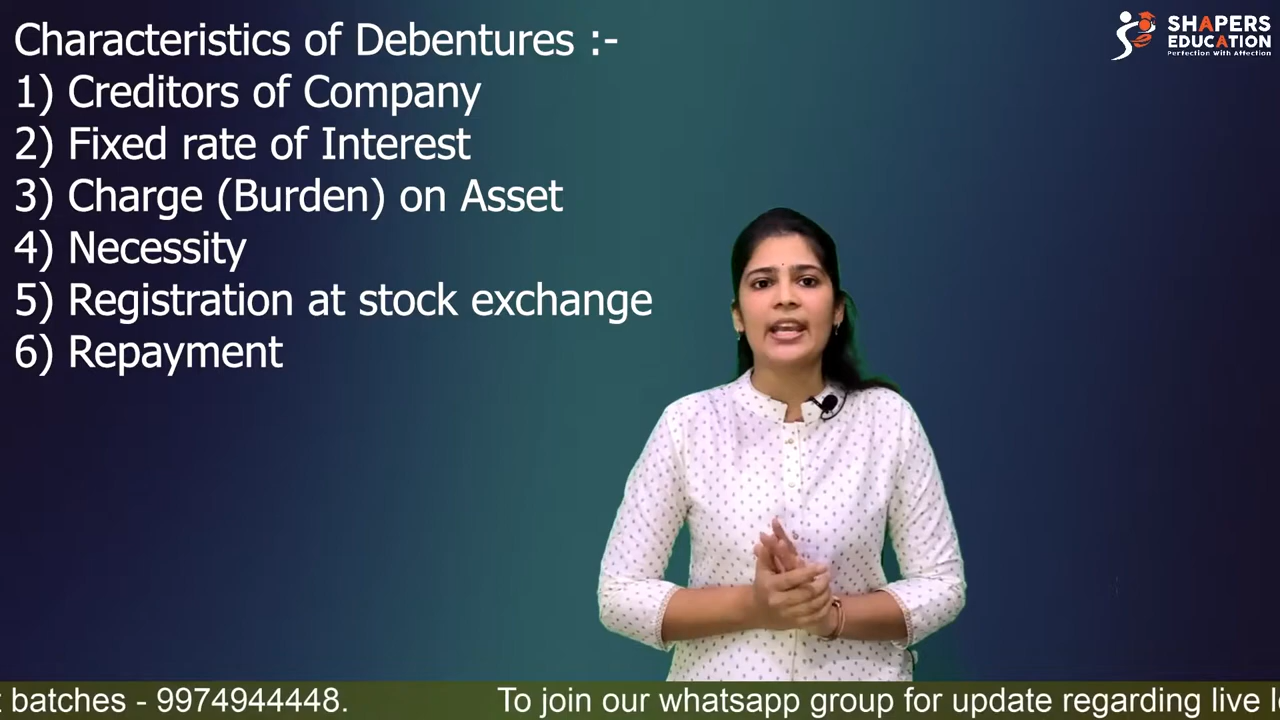 Characteristics of Debentures :-
1) Creditors of Company
2) Fixed rate of Interest
3) Charge (Burden) on Asset
4) Necessity
5) Registration at stock exchange
6) Repayment
SHAPERS
EDUCATION
Perfection With Affection
batches - 9974944448. To join our whatsapp group for update regarding live